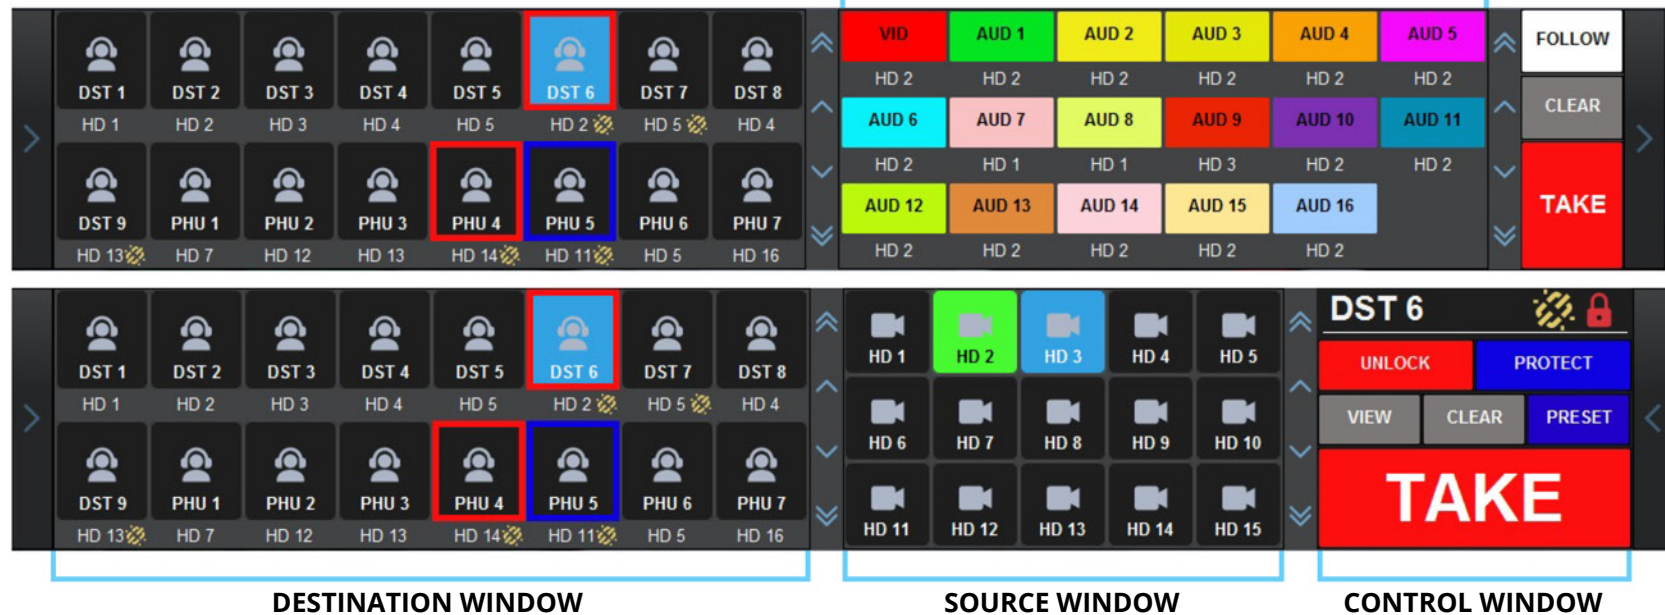 DST 1 DST 2 DST 3 DST 4 DST 5 DST 6 DST 7 DST 8
HD 1 HD 2 HD 3 HD 4 HD 5 HD 2 HD 5 HD 4
DST 9 PHU 1 PHU 2 PHU 3 PHU 4 PHU 5 PHU 6 PHU 7
HD 13 HD 7 HD 12 HD 13 HD 14 HD 11 HD 5 HD 16
VID AUD 1 AUD 2 AUD 3 AUD 4 AUD 5
HD 2 HD 2 HD 2 HD 2 HD 2 HD 2
AUD 6 AUD 7 AUD 8 AUD 9 AUD 10 AUD 11
HD 2 HD 1 HD 1 HD 3 HD 2 HD 2
AUD 12 AUD 13 AUD 14 AUD 15 AUD 16
HD 2 HD 2 HD 2 HD 2 HD 2
FOLLOW
CLEAR
TAKE
DST 1 DST 2 DST 3 DST 4 DST 5 DST 6 DST 7 DST 8
HD 1 HD 2 HD 3 HD 4 HD 5 HD 2 HD 5 HD 4
DST 9 PHU 1 PHU 2 PHU 3 PHU 4 PHU 5 PHU 6 PHU 7
HD 13 HD 7 HD 12 HD 13 HD 14 HD 11 HD 5 HD 16
HD 1 HD 2 HD 3 HD 4 HD 5
HD 6 HD 7 HD 8 HD 9 HD 10
HD 11 HD 12 HD 13 HD 14 HD 15
DST 6
UNLOCK PROTECT
VIEW CLEAR PRESET
TAKE
DESTINATION WINDOW SOURCE WINDOW CONTROL WINDOW